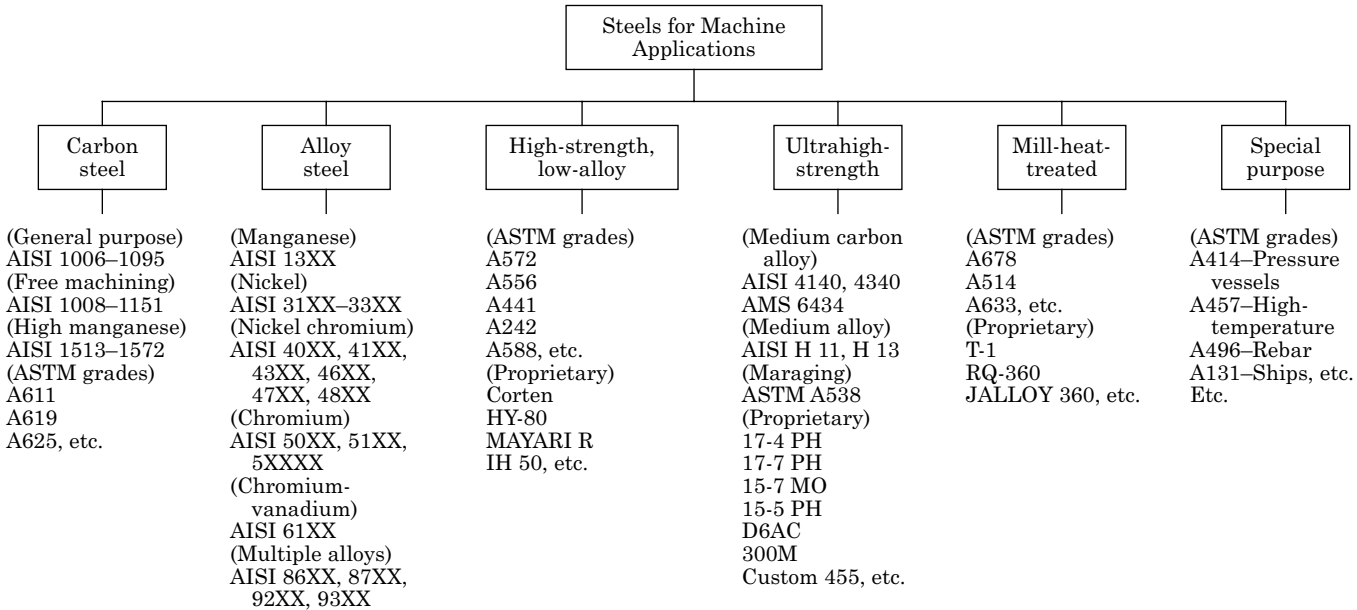 Steels for Machine
Applications
Carbon
steel
Alloy
steel
High-strength,
low-alloy
Ultrahigh-
strength
Mill-heat-
treated
Special
purpose
(General purpose)
AISI 1006–1095
(Free machining)
AISI 1008–1151
(High manganese)
AISI 1513–1572
(ASTM grades)
A611
A619
A625, etc.
(Manganese)
AISI 13XX
(Nickel)
AISI 31XX–33XX
(Nickel chromium)
AISI 40XX, 41XX,
43XX, 46XX,
47XX, 48XX
(Chromium)
AISI 50XX, 51XX,
5XXXX
(Chromium-
vanadium)
AISI 61XX
(Multiple alloys)
AISI 86XX, 87XX,
92XX, 93XX
(ASTM grades)
A572
A556
A441
A242
A588, etc.
(Proprietary)
Corten
HY-80
MAYARI R
IH 50, etc.
(Medium carbon
alloy)
AISI 4140, 4340
AMS 6434
(Medium alloy)
AISI H 11, H 13
(Maraging)
ASTM A538
(Proprietary)
17-4 PH
17-7 PH
15-7 MO
15-5 PH
D6AC
300M
Custom 455, etc.
(ASTM grades)
A678
A514
A633, etc.
(Proprietary)
T-1
RQ-360
JALLOY 360, etc.
(ASTM grades)
A414–Pressure
vessels
A457–High-
temperature
A496–Rebar
A131–Ships, etc.
Etc.